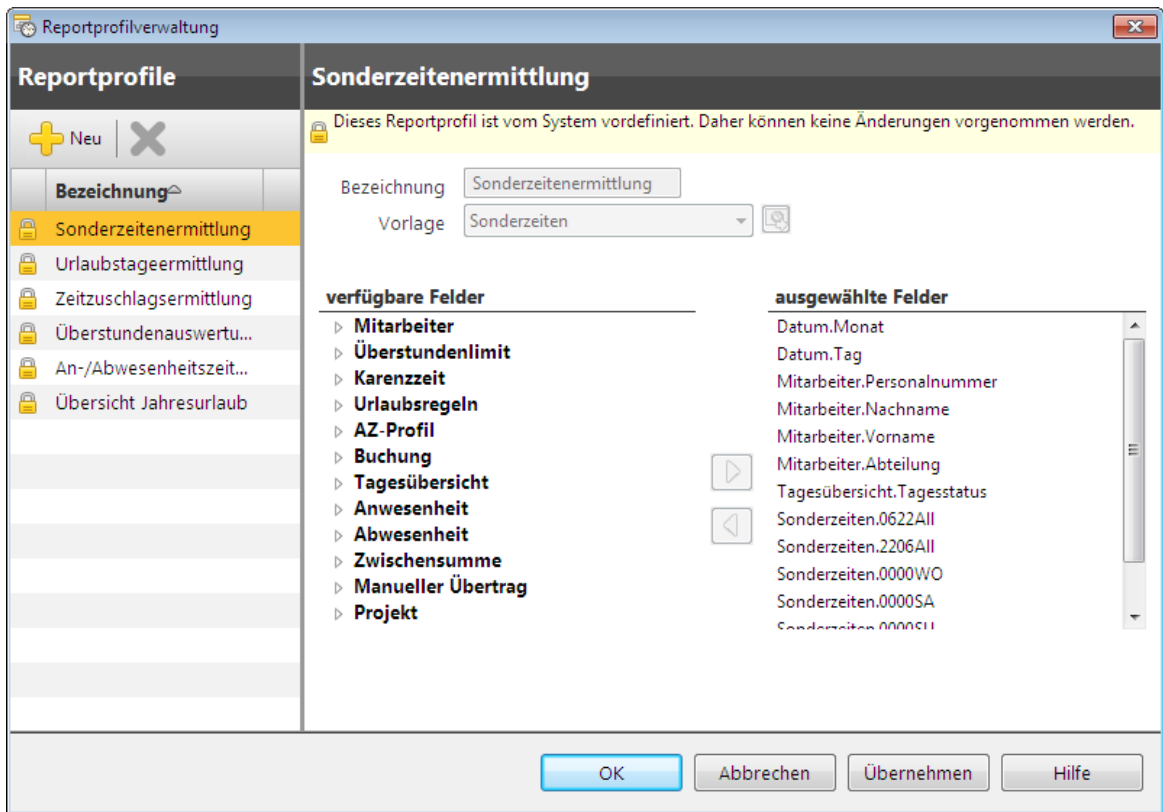 Reportprofilverwaltung
Reportprofile
Neu
Bezeichnung
Sonderzeitenermittlung
Urlaubstageermittlung
Zeitzuschlagsermittlung
Überstundenauswertu...
An-/Abwesenheitszeit...
Übersicht Jahresurlaub
Sonderzeitenermittlung
Dieses Reportprofil ist vom System vordefiniert. Daher können keine Änderungen vorgenommen werden.
Bezeichnung Sonderzeitenermittlung
Vorlage Sonderzeiten
verfügbare Felder
Mitarbeiter
Überstundenlimit
Karenzzeit
Urlaubsregeln
AZ-Profil
Buchung
Tagesübersicht
Anwesenheit
Abwesenheit
Zwischensumme
Manueller Übertrag
Projekt
ausgewählte Felder
Datum.Monat
Datum.Tag
Mitarbeiter.Personalnummer
Mitarbeiter.Nachname
Mitarbeiter.Vorname
Mitarbeiter.Abteilung
Tagesübersicht.Tagesstatus
Sonderzeiten.0622All
Sonderzeiten.2206All
Sonderzeiten.0000WO
Sonderzeiten.0000SA
OK Abbrechen Übernehmen Hilfe